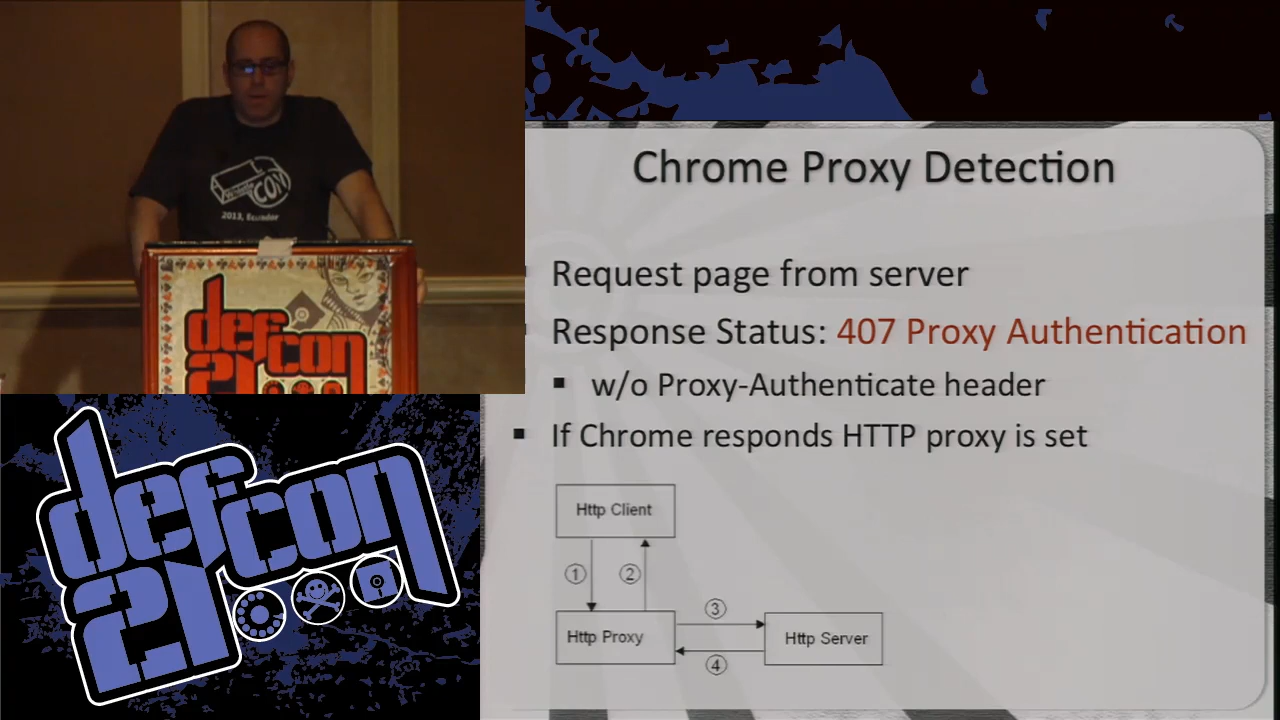 CON
2013, Ecuador
defcon
21
Chrome Proxy Detection
Request page from server
Response Status: 407 Proxy Authentication
w/o Proxy-Authenticate header
If Chrome responds HTTP proxy is set
Http Client
1
2
3
Http Proxy
Http Server
4
defcon
21